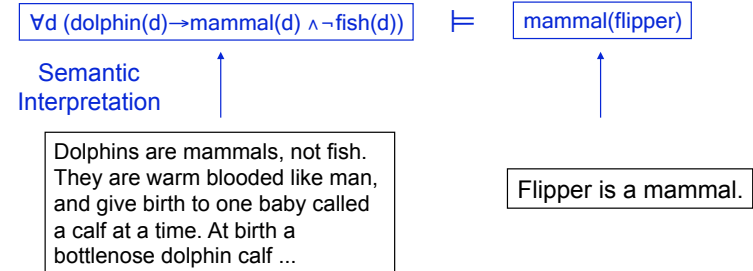 ∀d (dolphin(d)→mammal(d) ∧¬fish(d)) ⊨ mammal(flipper)
Semantic
Interpretation
Dolphins are mammals, not fish.
They are warm blooded like man,
and give birth to one baby called
a calf at a time. At birth a
bottlenose dolphin calf ...
Flipper is a mammal.